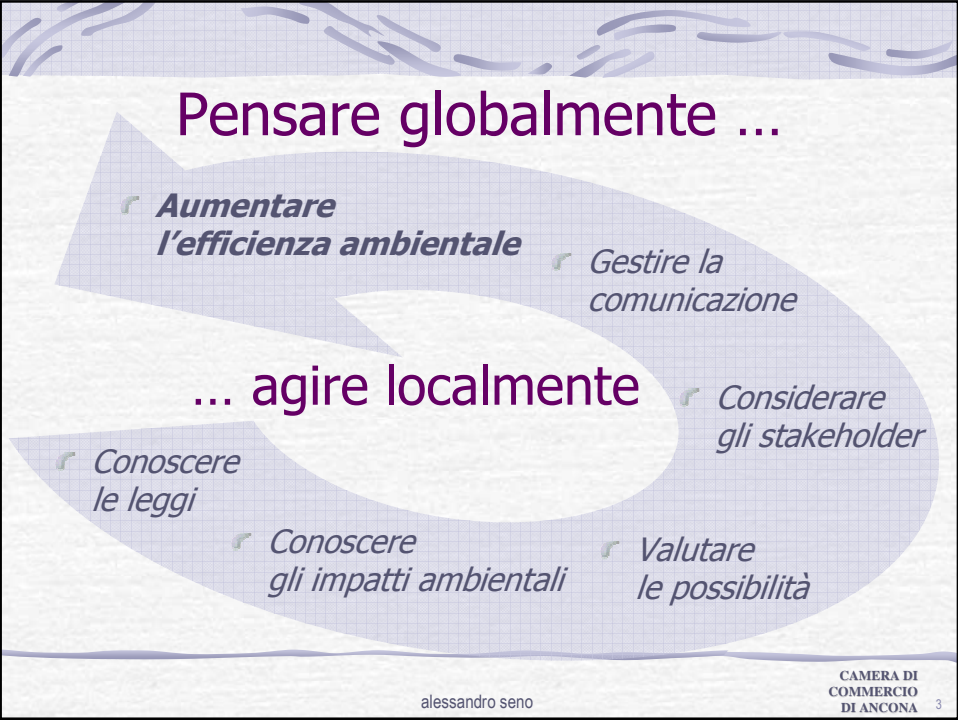 Pensare globalmente …
Aumentare
l’efficienza ambientale
Gestire la
comunicazione
… agire localmente
Considerare
gli stakeholder
Conoscere
le leggi
Conoscere
gli impatti ambientali
Valutare
le possibilità
alessandro seno
CAMERA DI
COMMERCIO
DI ANCONA
3